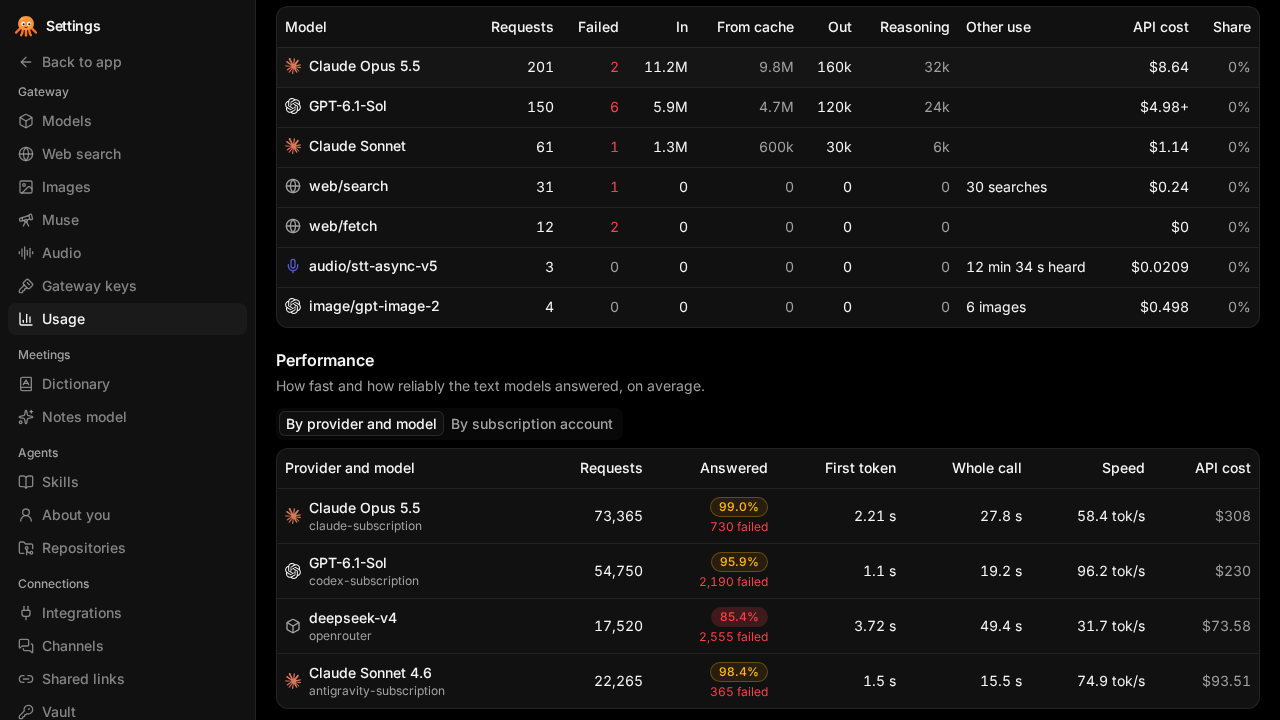 Settings
Back to app
Gateway
Models
Web search
Images
Muse
Audio
Gateway keys
Usage
Meetings
Dictionary
Notes model
Agents
Skills
About you
Repositories
Connections
Integrations
Channels
Shared links
Vault
Model Requests Failed In From cache Out Reasoning Other use API cost Share
Claude Opus 5.5 201 2 11.2M 9.8M 160k 32k $8.64 0%
GPT-6.1-Sol 150 6 5.9M 4.7M 120k 24k $4.98+ 0%
Claude Sonnet 61 1 1.3M 600k 30k 6k $1.14 0%
web/search 31 1 0 0 0 0 30 searches $0.24 0%
web/fetch 12 2 0 0 0 0 $0 0%
audio/stt-async-v5 3 0 0 0 0 0 12 min 34 s heard $0.0209 0%
image/gpt-image-2 4 0 0 0 0 0 6 images $0.498 0%
Performance
How fast and how reliably the text models answered, on average.
By provider and model By subscription account
Provider and model Requests Answered First token Whole call Speed API cost
Claude Opus 5.5 73,365 99.0% 2.21 s 27.8 s 58.4 tok/s $308
claude-subscription 730 failed
GPT-6.1-Sol 54,750 95.9% 1.1 s 19.2 s 96.2 tok/s $230
codex-subscription 2,190 failed
deepseek-v4 17,520 85.4% 3.72 s 49.4 s 31.7 tok/s $73.58
openrouter 2,555 failed
Claude Sonnet 4.6 22,265 98.4% 1.5 s 15.5 s 74.9 tok/s $93.51
antigravity-subscription 365 failed